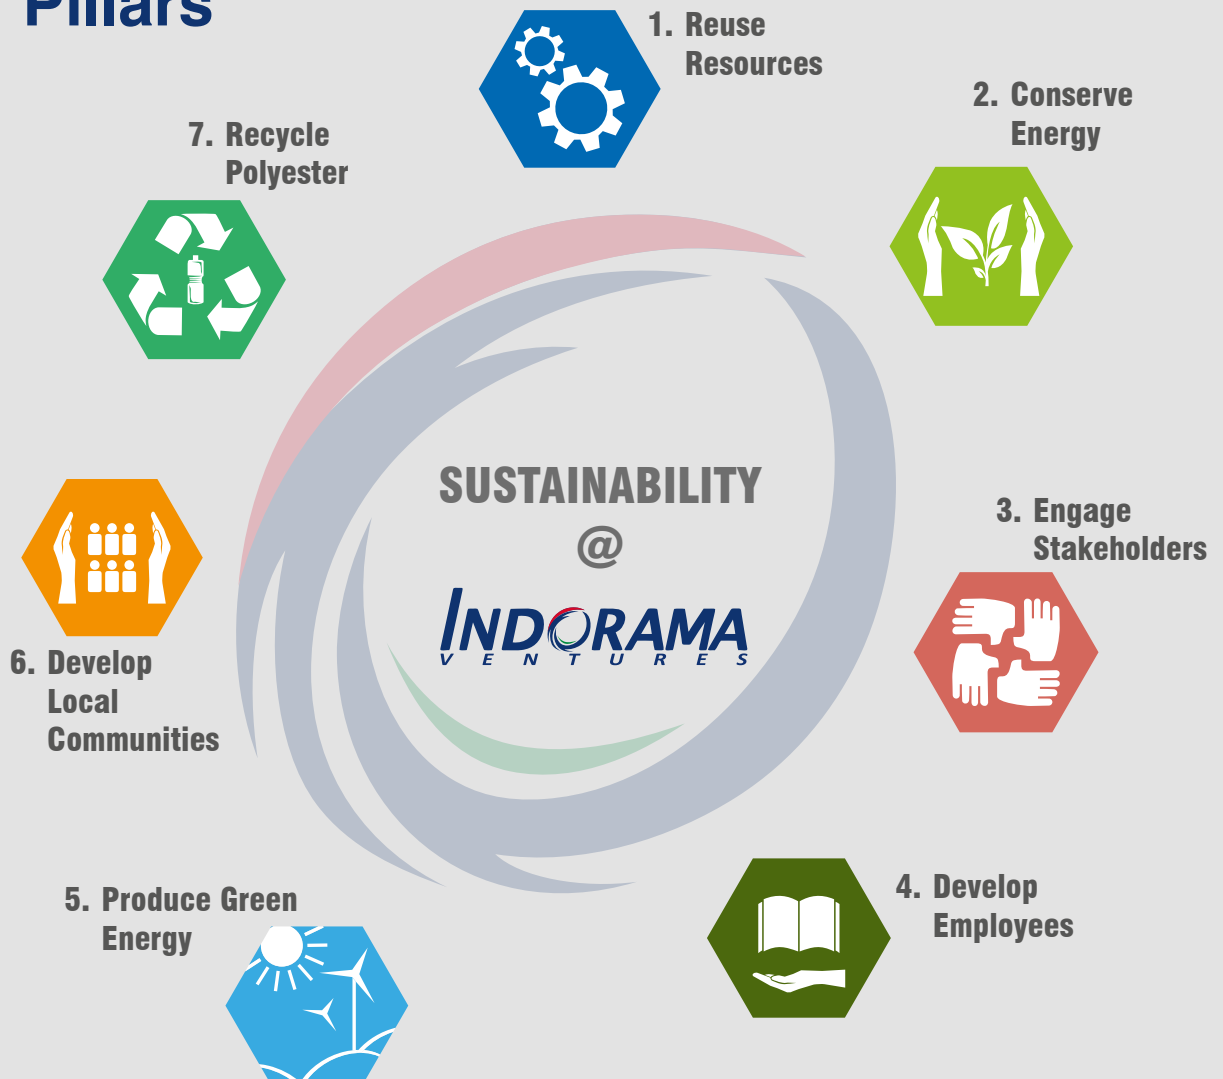 Pillars
1. Reuse
Resources
2. Conserve
Energy
7. Recycle
Polyester
SUSTAINABILITY
@
INDORAMA
VENTURES
3. Engage
Stakeholders
6. Develop
Local
Communities
4. Develop
Employees
5. Produce Green
Energy